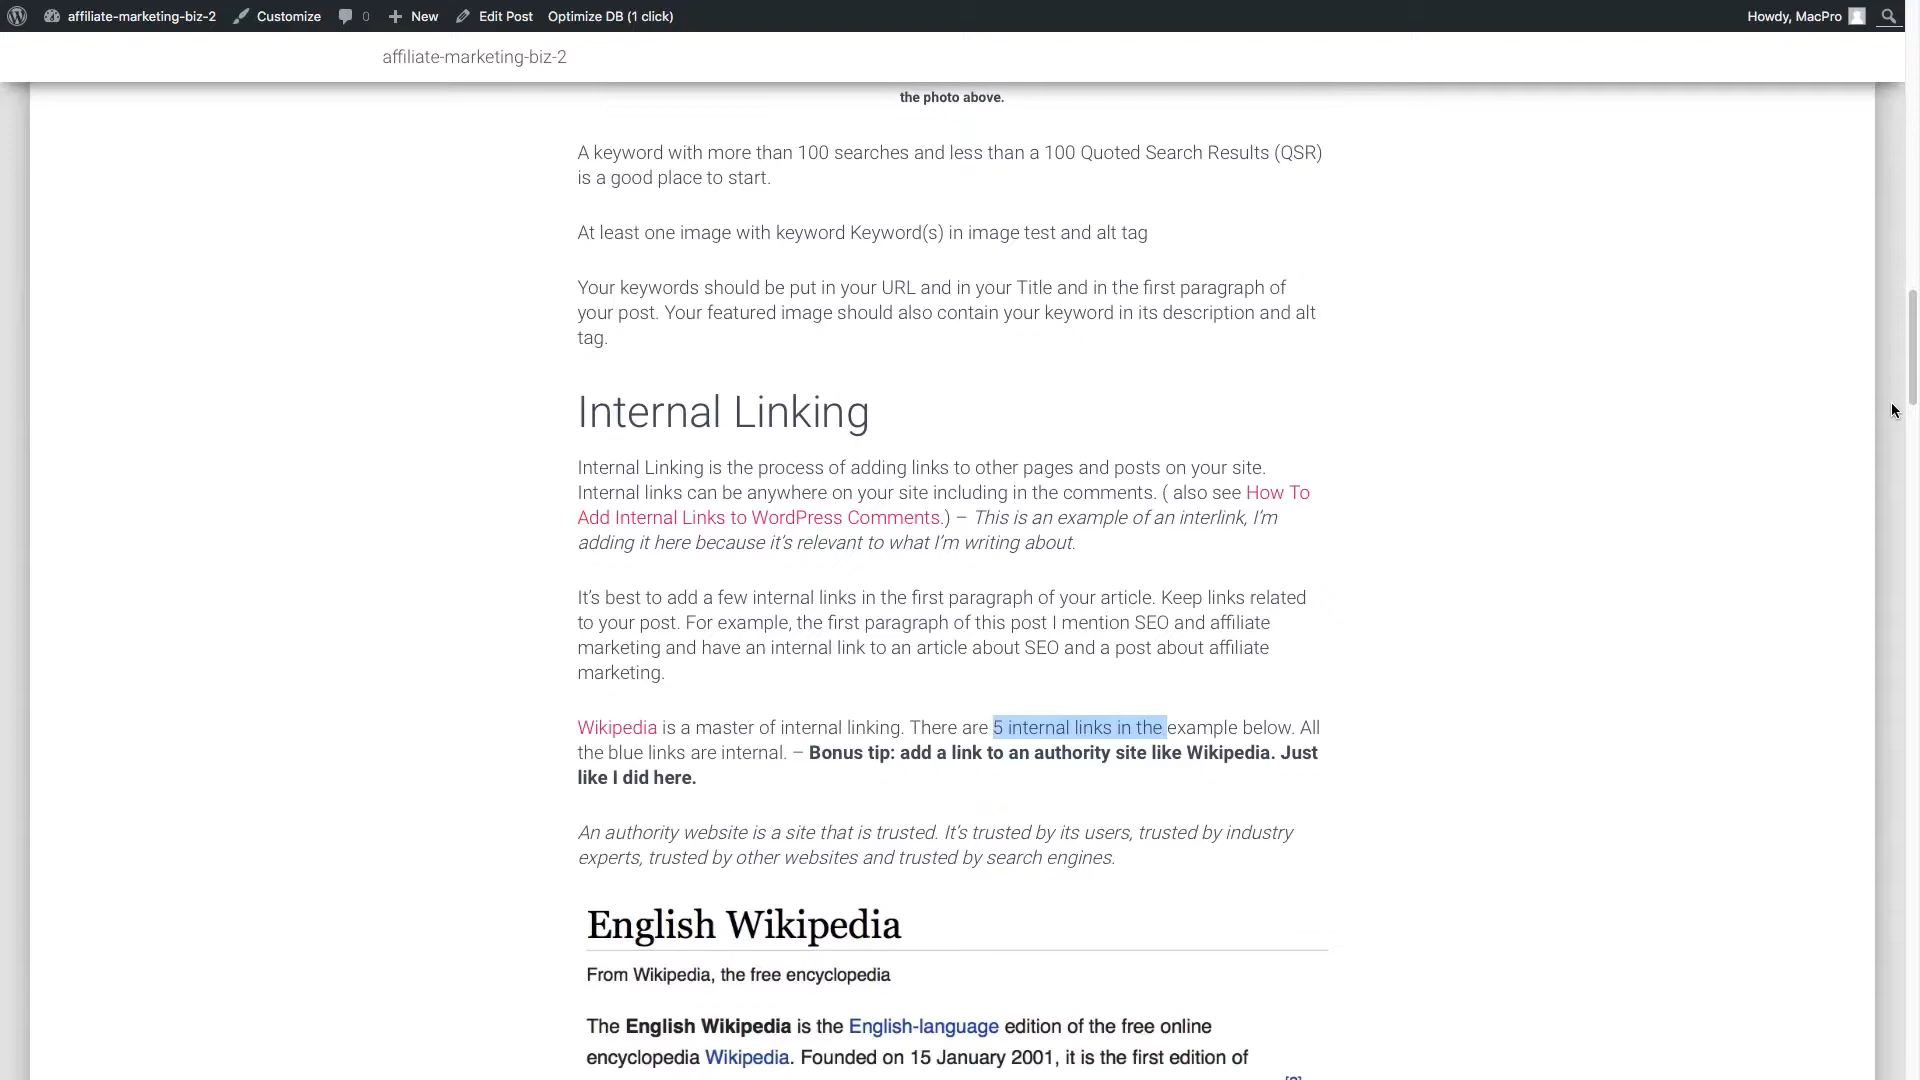 affiliate-marketing-biz-2 Customize 0 New Edit Post Optimize DB (1 click) Howdy, MacPro
affiliate-marketing-biz-2
the photo above.
A keyword with more than 100 searches and less than a 100 Quoted Search Results (QSR)
is a good place to start.
At least one image with keyword Keyword(s) in image test and alt tag
Your keywords should be put in your URL and in your Title and in the first paragraph of
your post. Your featured image should also contain your keyword in its description and alt
tag.
Internal Linking
Internal Linking is the process of adding links to other pages and posts on your site.
Internal links can be anywhere on your site including in the comments. ( also see How To
Add Internal Links to WordPress Comments.) – This is an example of an interlink, I’m
adding it here because it’s relevant to what I’m writing about.
It’s best to add a few internal links in the first paragraph of your article. Keep links related
to your post. For example, the first paragraph of this post I mention SEO and affiliate
marketing and have an internal link to an article about SEO and a post about affiliate
marketing.
Wikipedia is a master of internal linking. There are 5 internal links in the example below. All
the blue links are internal. – Bonus tip: add a link to an authority site like Wikipedia. Just
like I did here.
An authority website is a site that is trusted. It’s trusted by its users, trusted by industry
experts, trusted by other websites and trusted by search engines.
English Wikipedia
From Wikipedia, the free encyclopedia
The English Wikipedia is the English-language edition of the free online
encyclopedia Wikipedia. Founded on 15 January 2001, it is the first edition of